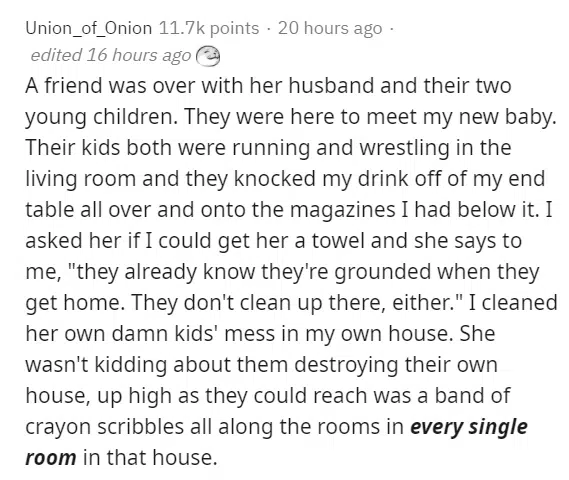 Union_of_Onion 11.7k points · 20 hours ago ·
edited 16 hours ago
A friend was over with her husband and their two
young children. They were here to meet my new baby.
Their kids both were running and wrestling in the
living room and they knocked my drink off of my end
table all over and onto the magazines I had below it. I
asked her if I could get her a towel and she says to
me, "they already know they're grounded when they
get home. They don't clean up there, either." I cleaned
her own damn kids' mess in my own house. She
wasn't kidding about them destroying their own
house, up high as they could reach was a band of
crayon scribbles all along the rooms in every single
room in that house.